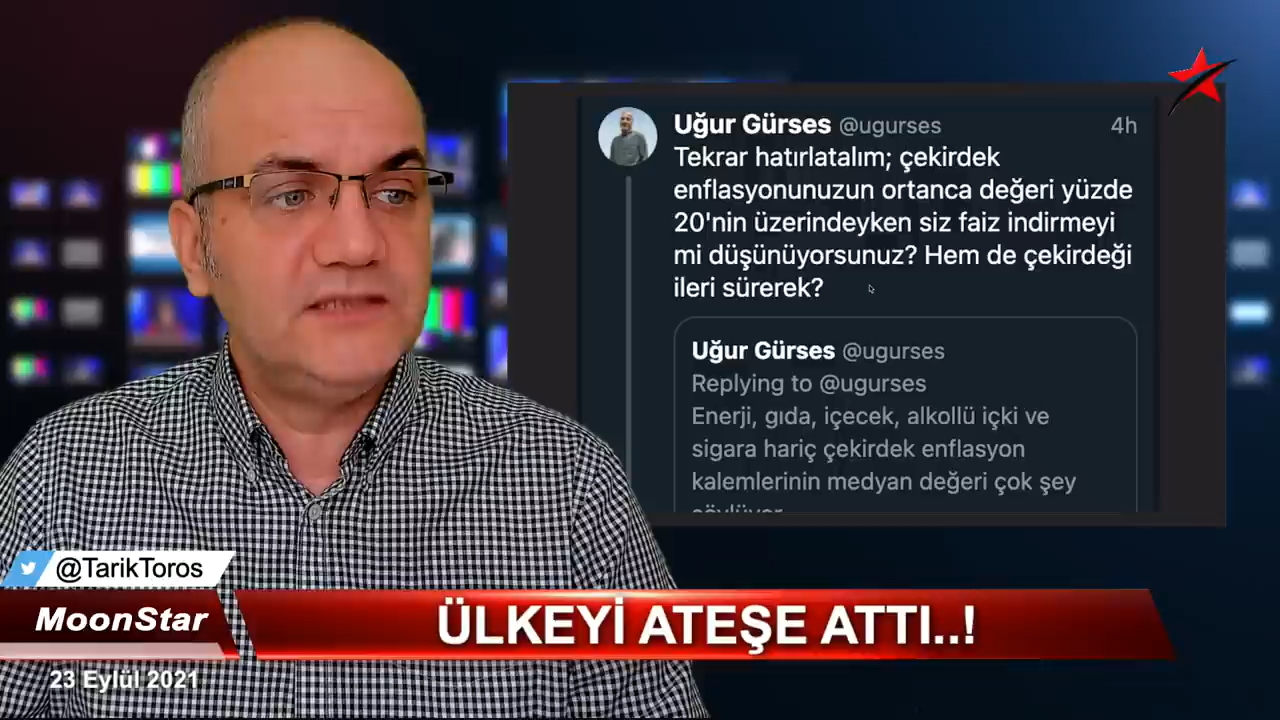 Uğur Gürses @ugurses 4h
Tekrar hatırlatalım; çekirdek
enflasyonunuzun ortanca değeri yüzde
20'nin üzerindeyken siz faiz indirmeyi
mi düşünüyorsunuz? Hem de çekirdeği
ileri sürerek?
Uğur Gürses @ugurses
Replying to @ugurses
Enerji, gıda, içecek, alkollü içki ve
sigara hariç çekirdek enflasyon
kalemlerinin medyan değeri çok şey
@TarikToros
MoonStar
ÜLKEYİ ATEŞE ATTI..!
23 Eylül 2021